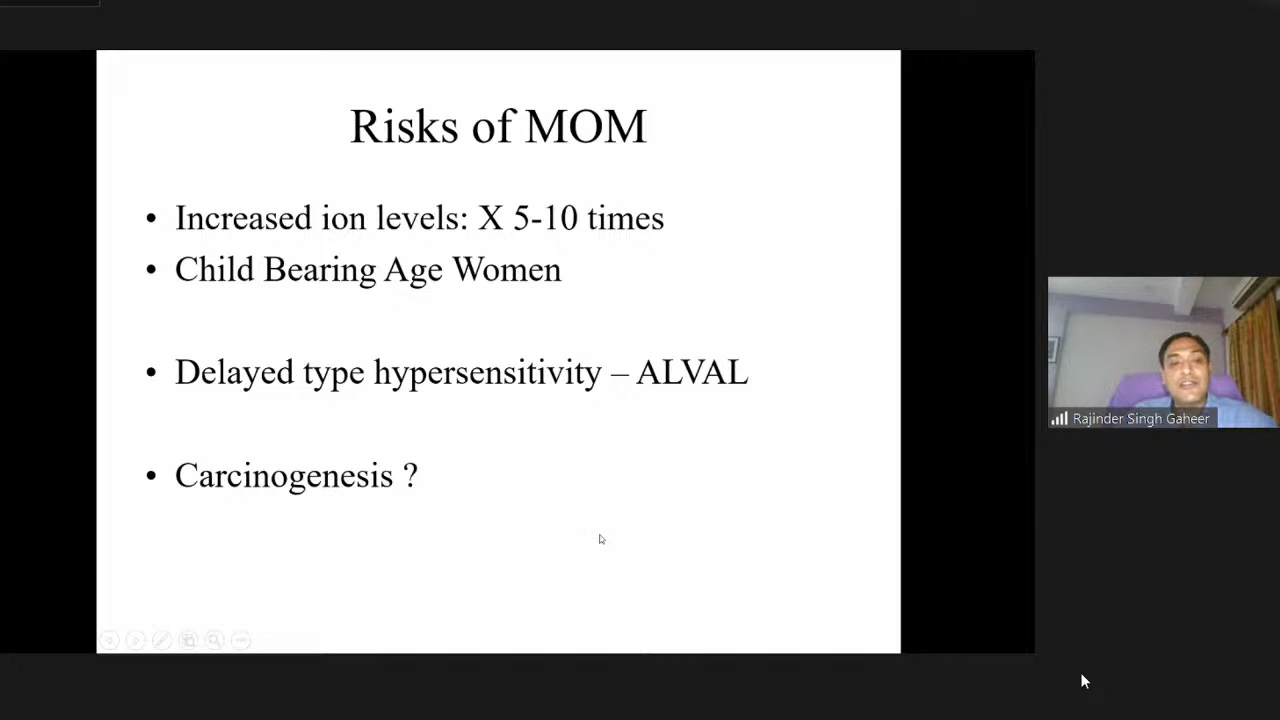 Risks of MOM
• Increased ion levels: X 5-10 times
• Child Bearing Age Women
• Delayed type hypersensitivity – ALVAL
• Carcinogenesis ?
Rajinder Singh Gaheer